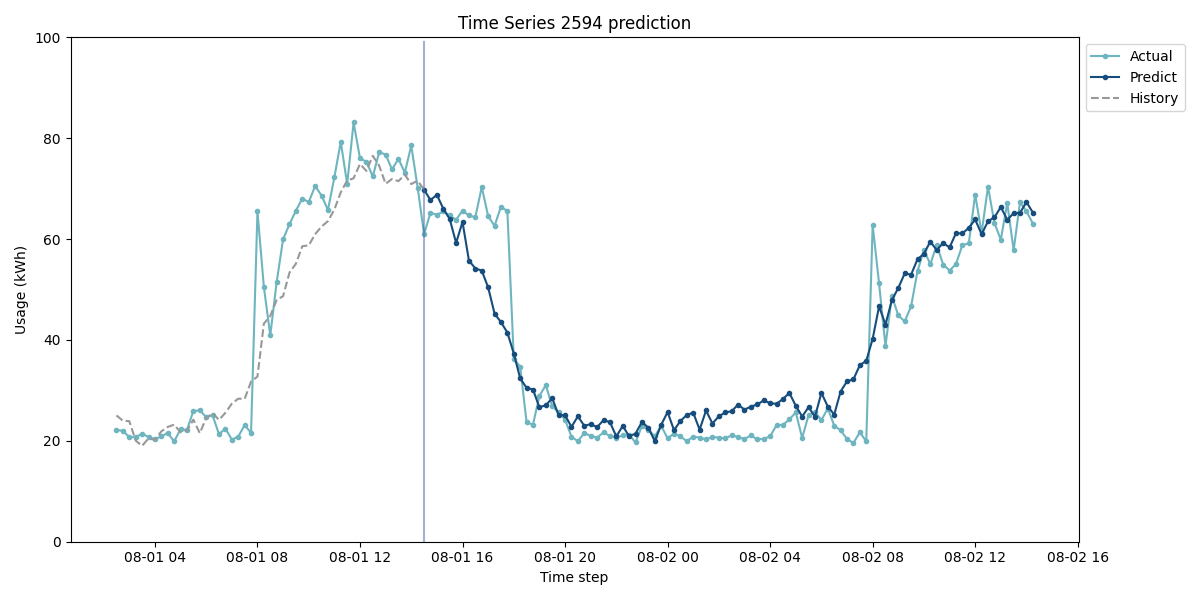 Time Series 2594 prediction
100
80
60
40
20
0
Usage (kWh)
08-01 04
08-01 08
08-01 12
08-01 16
08-01 20
08-02 00
08-02 04
08-02 08
08-02 12
08-02 16
Time step
Actual
Predict
History